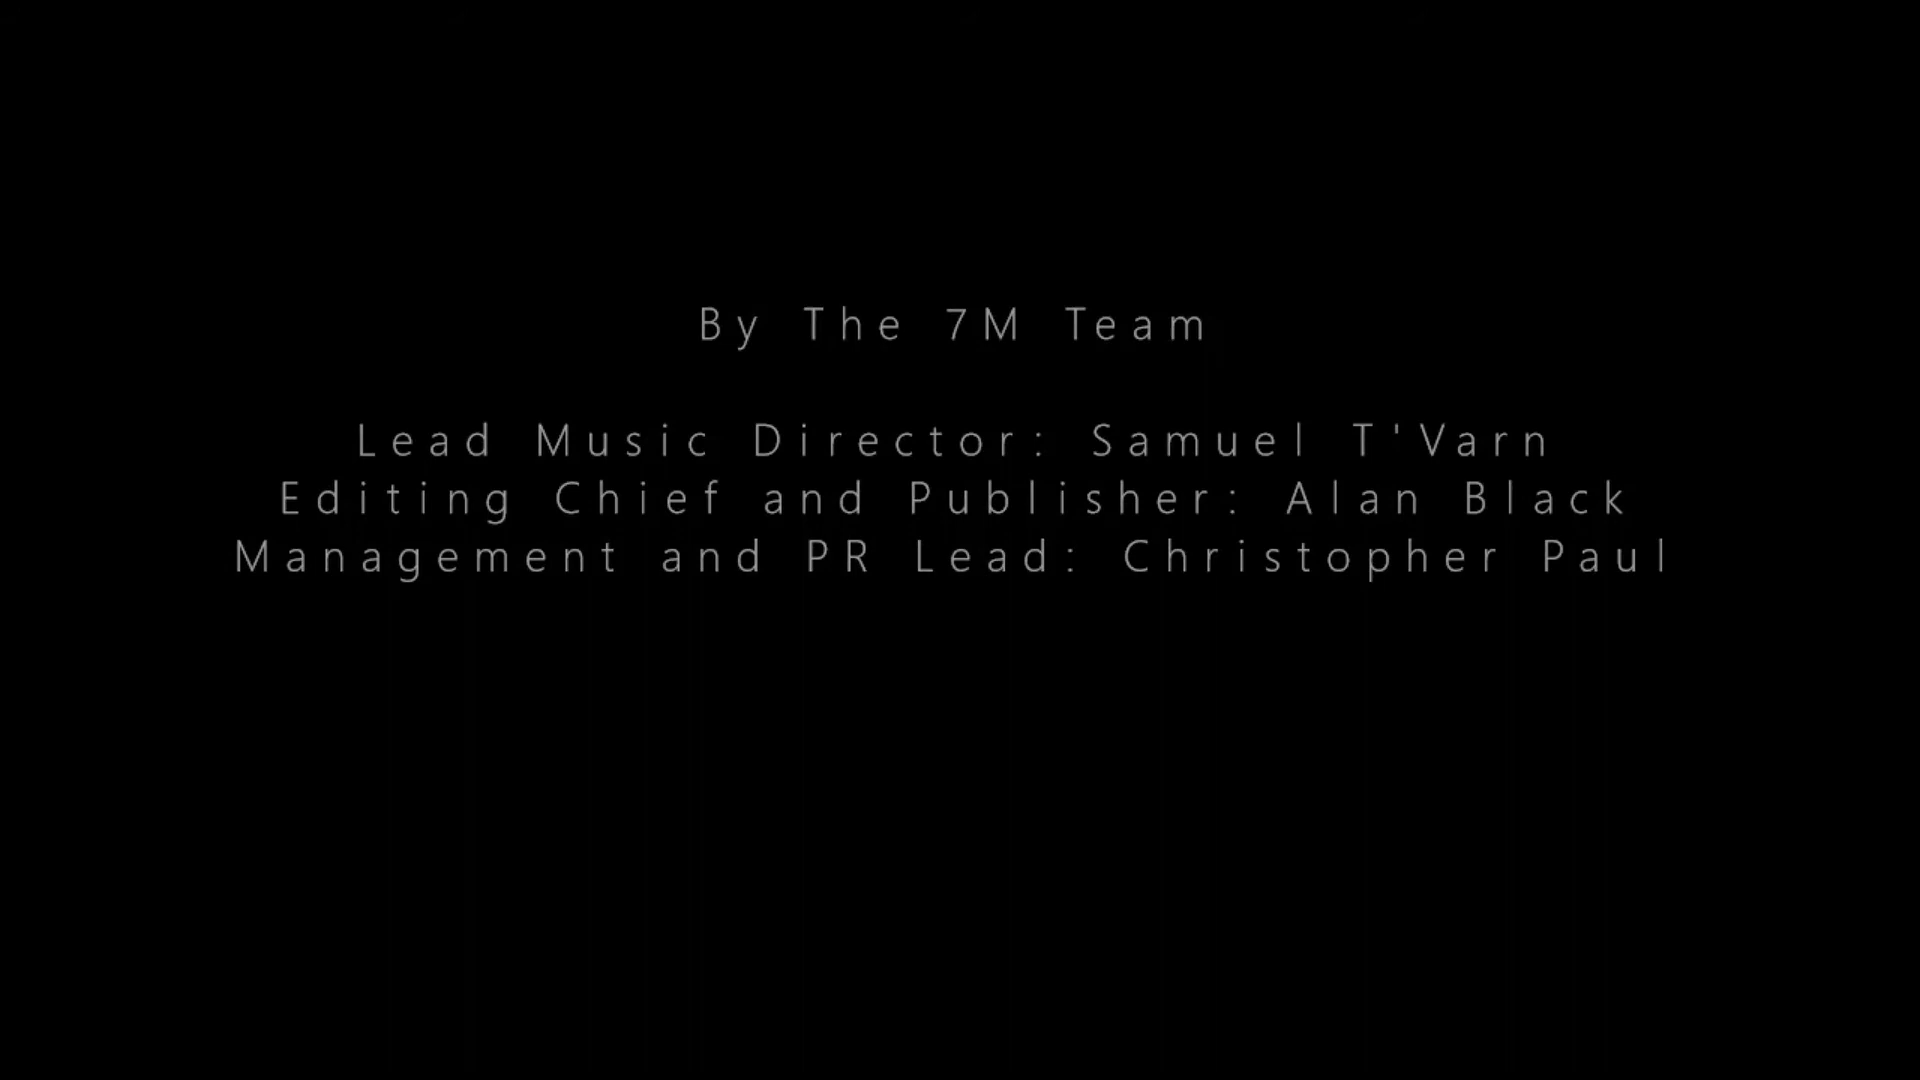 By The 7M Team
Lead Music Director: Samuel T'Varn
Editing Chief and Publisher: Alan Black
Management and PR Lead: Christopher Paul